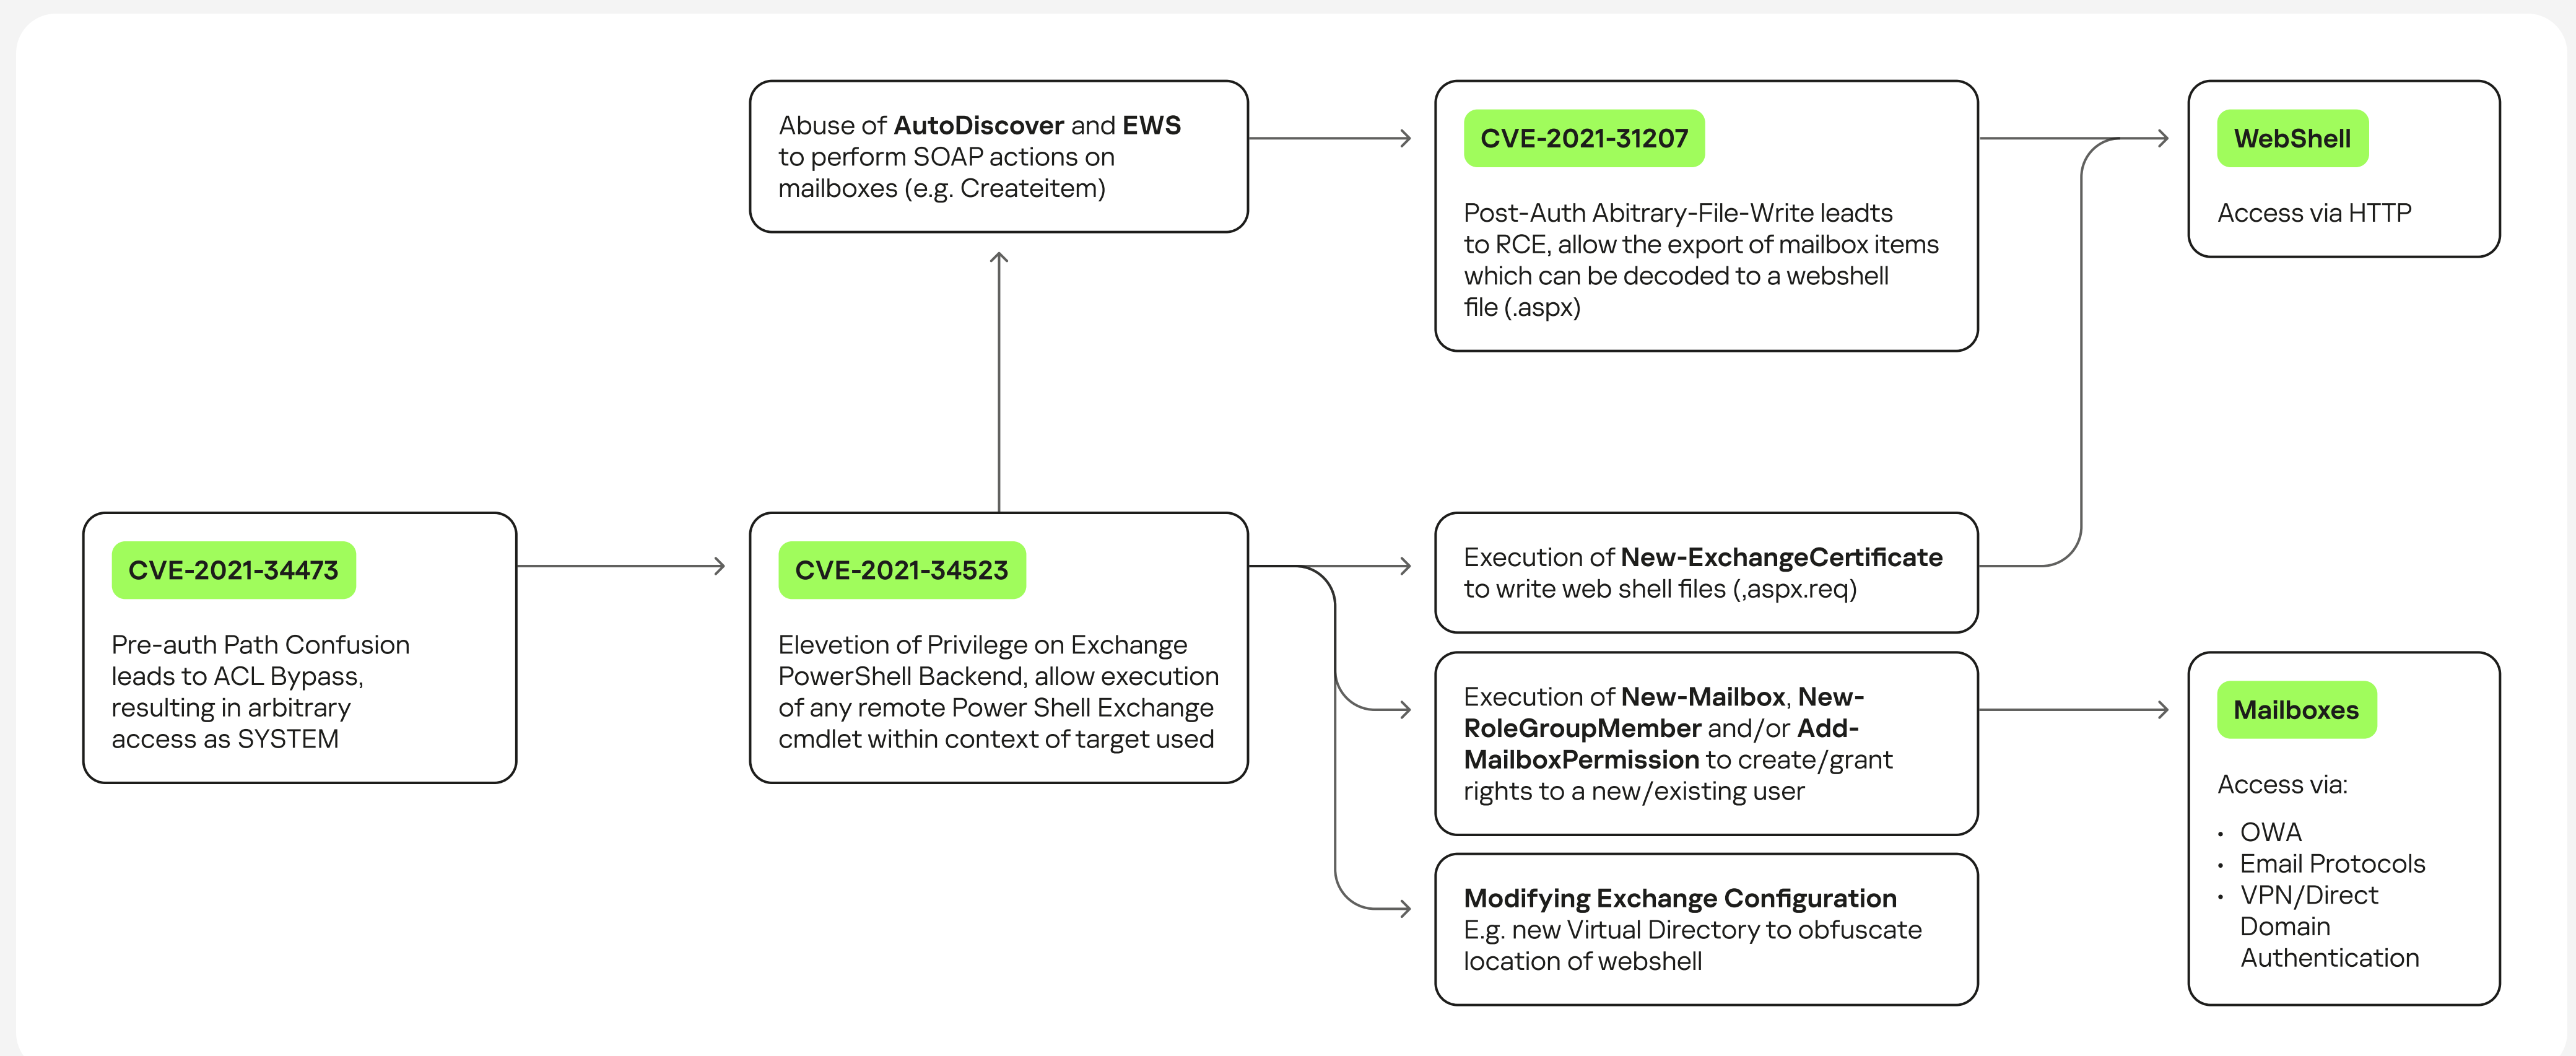 Abuse of AutoDiscover and EWS
to perform SOAP actions on
mailboxes (e.g. Createitem)
CVE-2021-31207
Post-Auth Abitrary-File-Write leadts
to RCE, allow the export of mailbox items
which can be decoded to a webshell
file (.aspx)
WebShell
Access via HTTP
CVE-2021-34473
Pre-auth Path Confusion
leads to ACL Bypass,
resulting in arbitrary
access as SYSTEM
CVE-2021-34523
Elevetion of Privilege on Exchange
PowerShell Backend, allow execution
of any remote Power Shell Exchange
cmdlet within context of target used
Execution of New-ExchangeCertificate
to write web shell files (,aspx.req)
Execution of New-Mailbox, New-
RoleGroupMember and/or Add-
MailboxPermission to create/grant
rights to a new/existing user
Modifying Exchange Configuration
E.g. new Virtual Directory to obfuscate
location of webshell
Mailboxes
Access via:
• OWA
• Email Protocols
• VPN/Direct
Domain
Authentication